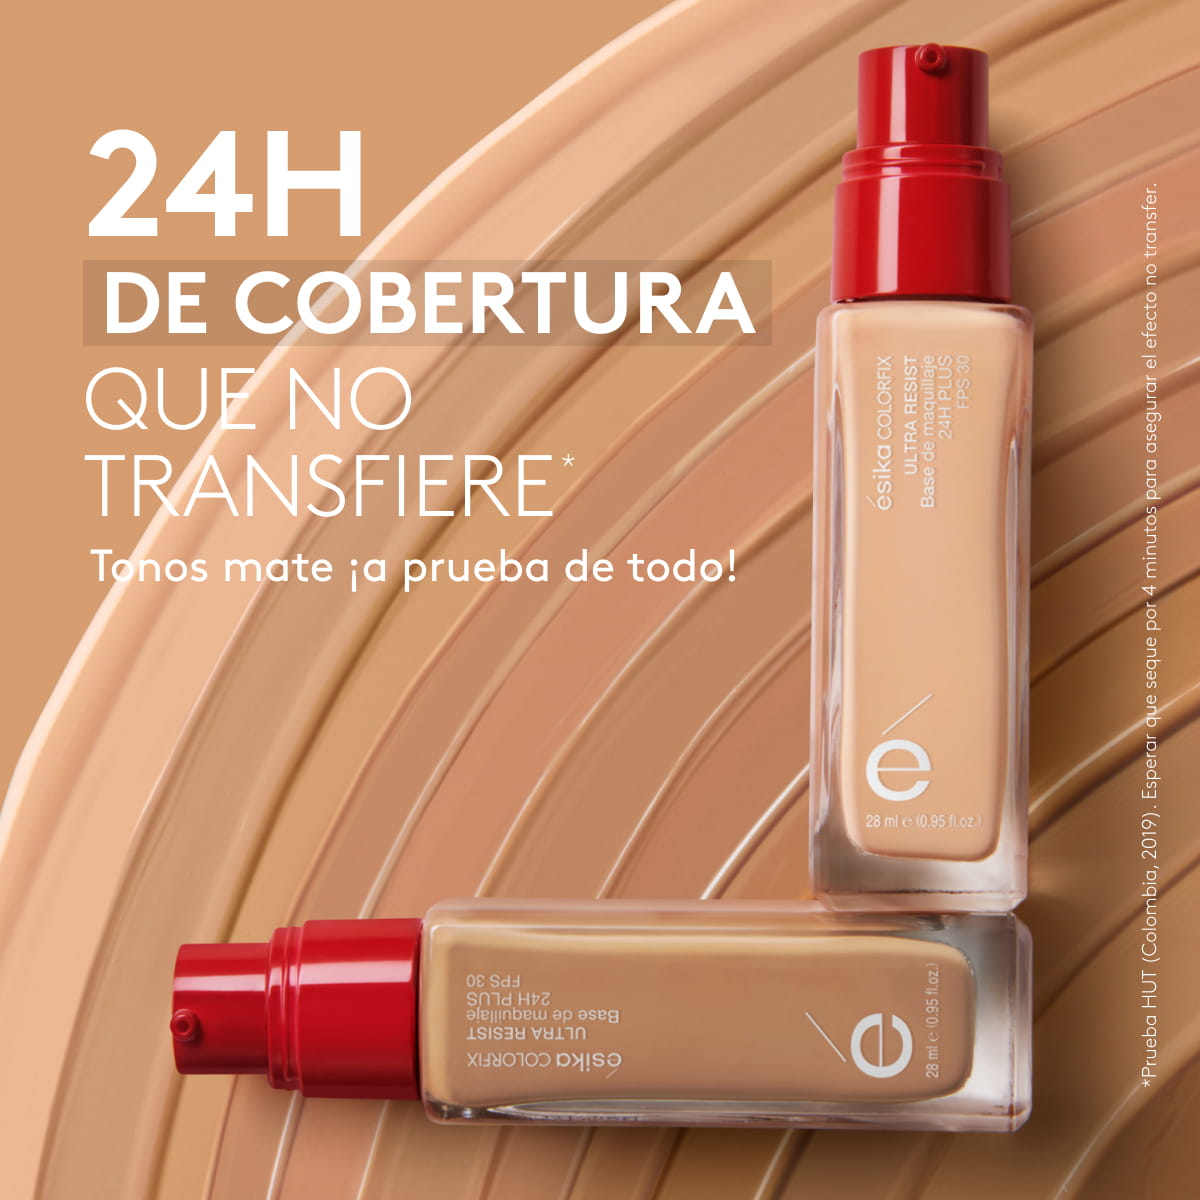 24H
DE COBERTURA
QUE NO
TRANSFIERE*
Tonos mate ¡a prueba de todo!
ésika COLORFIX
ULTRA RESIST
Base de maquillaje
24H PLUS
FPS 30
é
28 ml e (0.95 fl.oz.)
ésika COLORFIX
ULTRA RESIST
Base de maquillaje
24H PLUS
FPS 30
é
28 ml e (0.95 fl.oz.)
*Prueba HUT (Colombia, 2019). Esperar que seque por 4 minutos para asegurar el efecto no transfer.